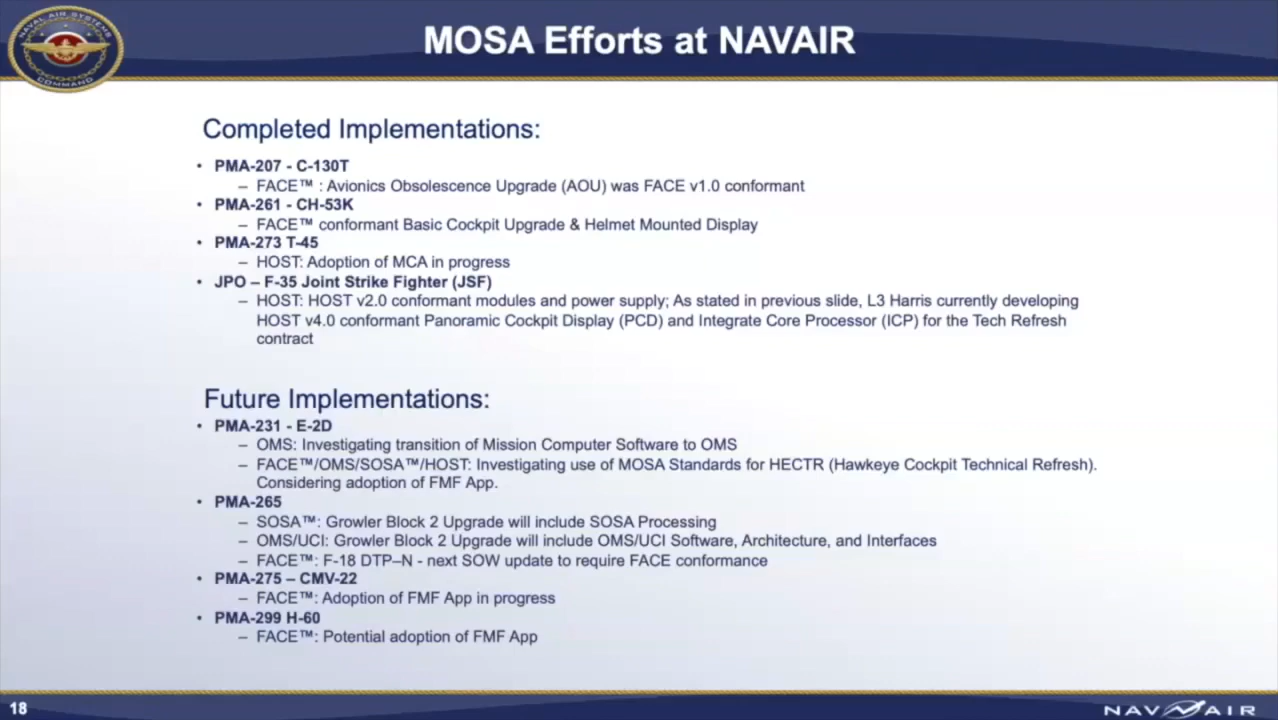 MOSA Efforts at NAVAIR
NAVAL AIR SYSTEMS
COMMAND
Completed Implementations:
• PMA-207 - C-130T
– FACE™ : Avionics Obsolescence Upgrade (AOU) was FACE v1.0 conformant
• PMA-261 - CH-53K
– FACE™ conformant Basic Cockpit Upgrade & Helmet Mounted Display
• PMA-273 T-45
– HOST: Adoption of MCA in progress
• JPO – F-35 Joint Strike Fighter (JSF)
– HOST: HOST v2.0 conformant modules and power supply; As stated in previous slide, L3 Harris currently developing
HOST v4.0 conformant Panoramic Cockpit Display (PCD) and Integrate Core Processor (ICP) for the Tech Refresh
contract
Future Implementations:
• PMA-231 - E-2D
– OMS: Investigating transition of Mission Computer Software to OMS
– FACE™/OMS/SOSA™/HOST: Investigating use of MOSA Standards for HECTR (Hawkeye Cockpit Technical Refresh).
Considering adoption of FMF App.
• PMA-265
– SOSA™: Growler Block 2 Upgrade will include SOSA Processing
– OMS/UCI: Growler Block 2 Upgrade will include OMS/UCI Software, Architecture, and Interfaces
– FACE™: F-18 DTP–N - next SOW update to require FACE conformance
• PMA-275 – CMV-22
– FACE™: Adoption of FMF App in progress
• PMA-299 H-60
– FACE™: Potential adoption of FMF App
18
NAVAIR